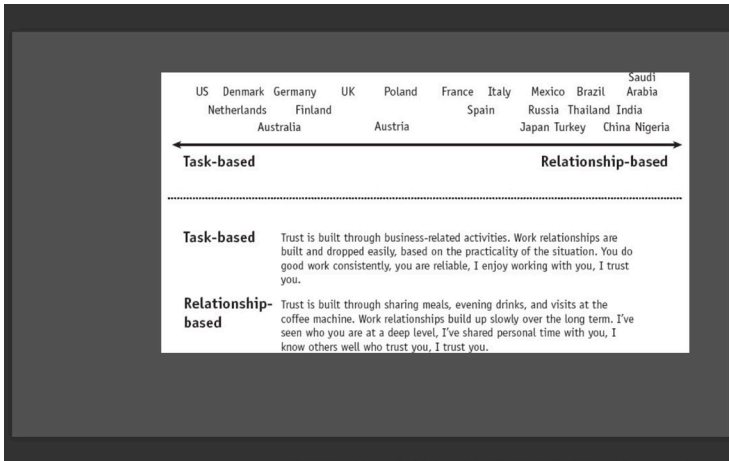 Saudi
US Denmark Germany UK Poland France Italy Mexico Brazil Arabia
Netherlands Finland Spain Russia Thailand India
Australia Austria Japan Turkey China Nigeria
Task-based Relationship-based
Task-based Trust is built through business-related activities. Work relationships are
built and dropped easily, based on the practicality of the situation. You do
good work consistently, you are reliable, I enjoy working with you, I trust
you.
Relationship- Trust is built through sharing meals, evening drinks, and visits at the
based coffee machine. Work relationships build up slowly over the long term. I've
seen who you are at a deep level, I've shared personal time with you, I
know others well who trust you, I trust you.